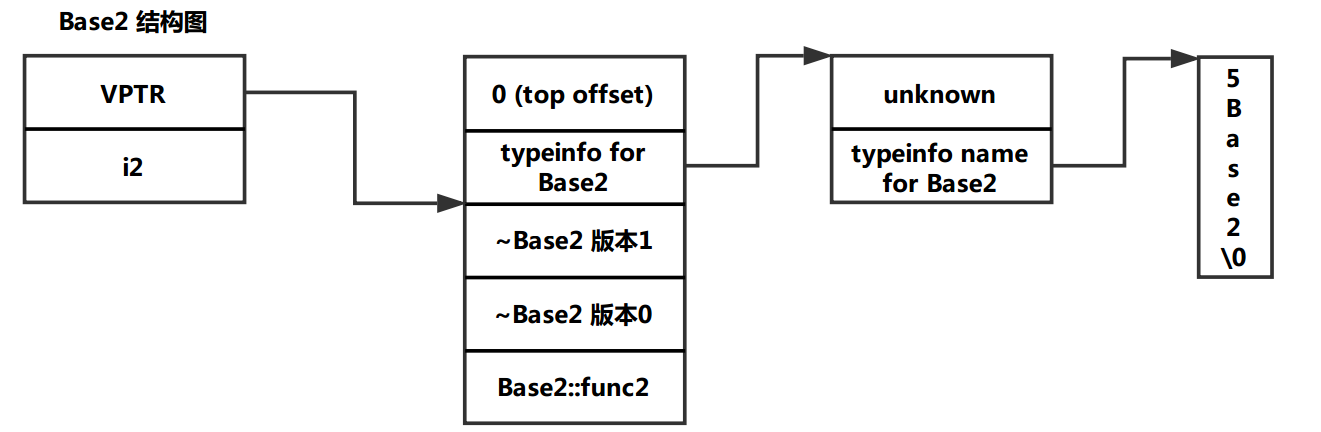 Base2 结构图
VPTR
i2
0 (top offset)
typeinfo for
Base2
~Base2 版本1
~Base2 版本0
Base2::func2
unknown
typeinfo name
for Base2
5
B
a
s
e
2
\0